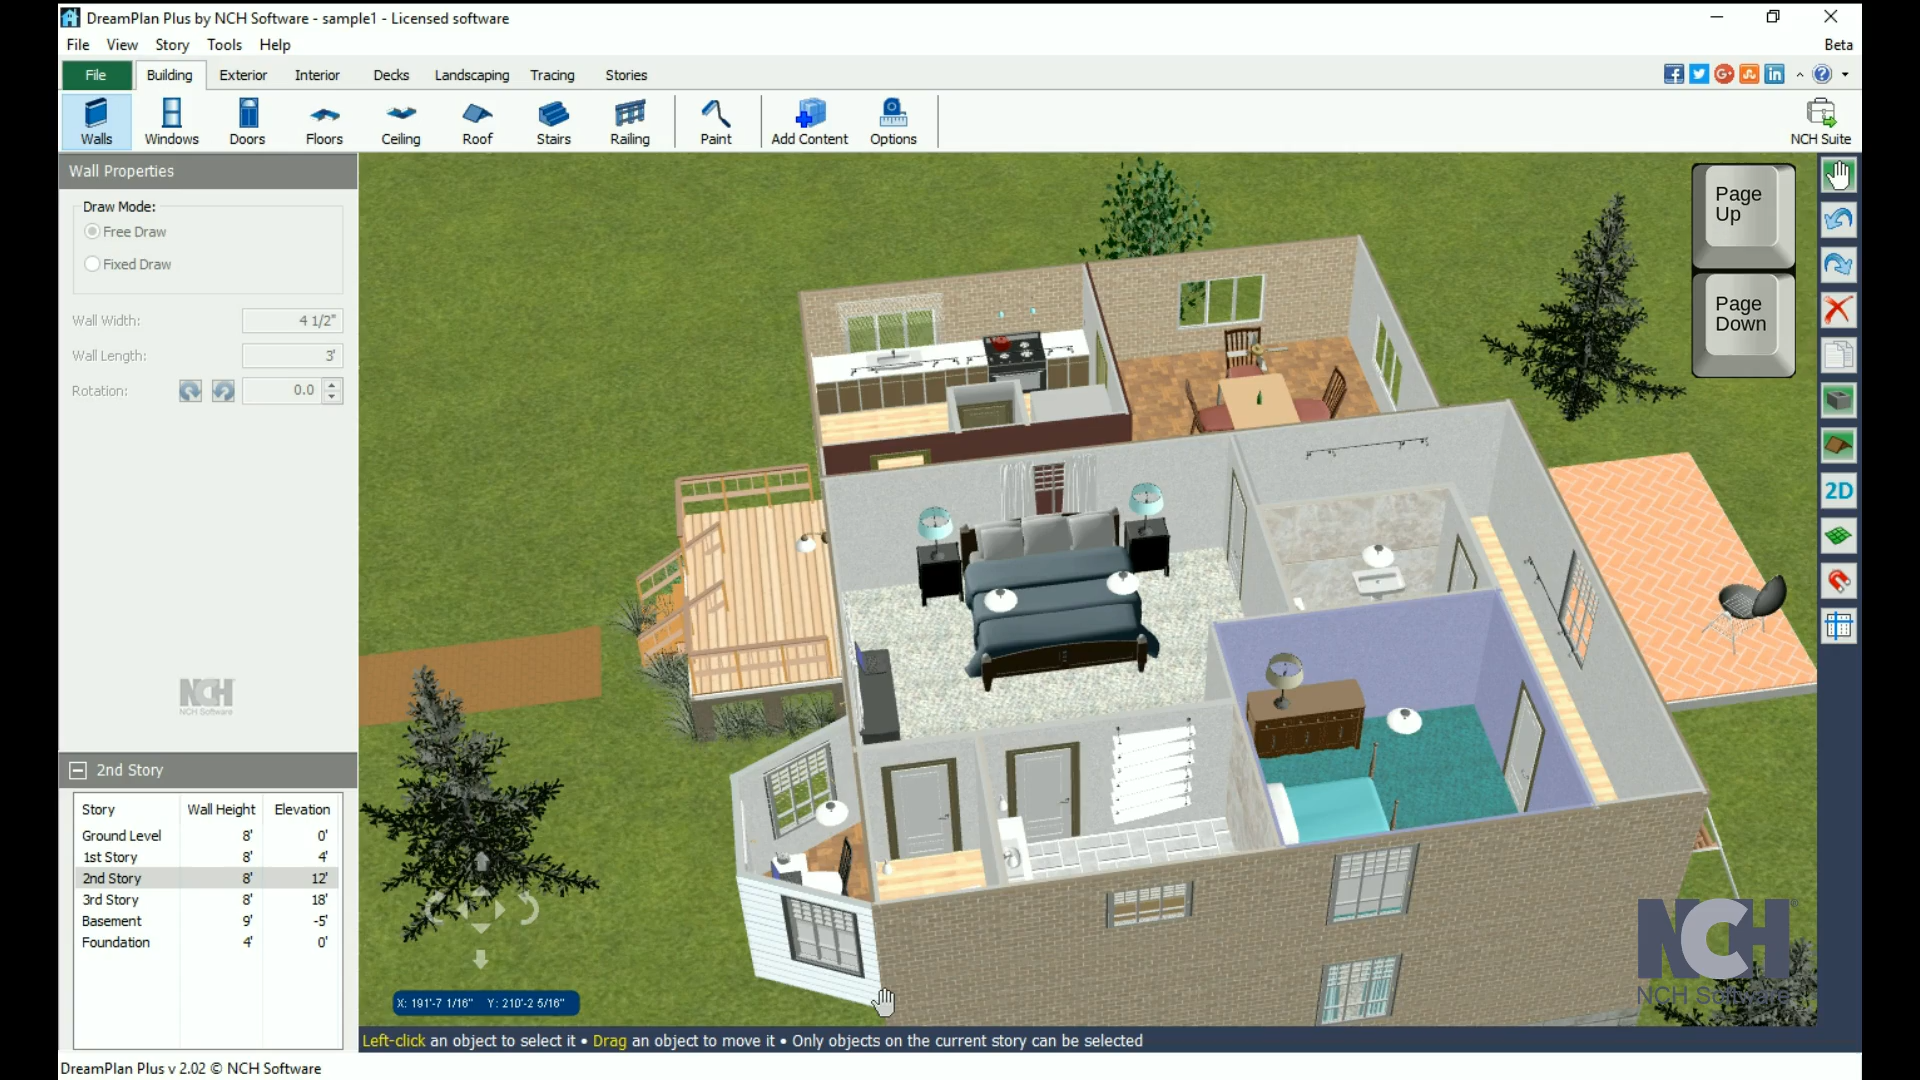 DreamPlan Plus by NCH Software - sample1 - Licensed software
File View Story Tools Help
Beta
File Building Exterior Interior Decks Landscaping Tracing Stories
Walls Windows Doors Floors Ceiling Roof Stairs Railing Paint Add Content Options NCH Suite
Wall Properties
Draw Mode:
Free Draw
Fixed Draw
Wall Width: 4 1/2"
Wall Length: 3'
Rotation: 0.0
NCH
NCH Software
2nd Story
Story Wall Height Elevation
Ground Level 8' 0'
1st Story 8' 4'
2nd Story 8' 12'
3rd Story 8' 18'
Basement 9' -5'
Foundation 4' 0'
Page
Up
Page
Down
2D
X: 191'-7 1/16" Y: 210'-2 5/16"
NCH
NCH Software
Left-click an object to select it • Drag an object to move it • Only objects on the current story can be selected
DreamPlan Plus v 2.02 © NCH Software